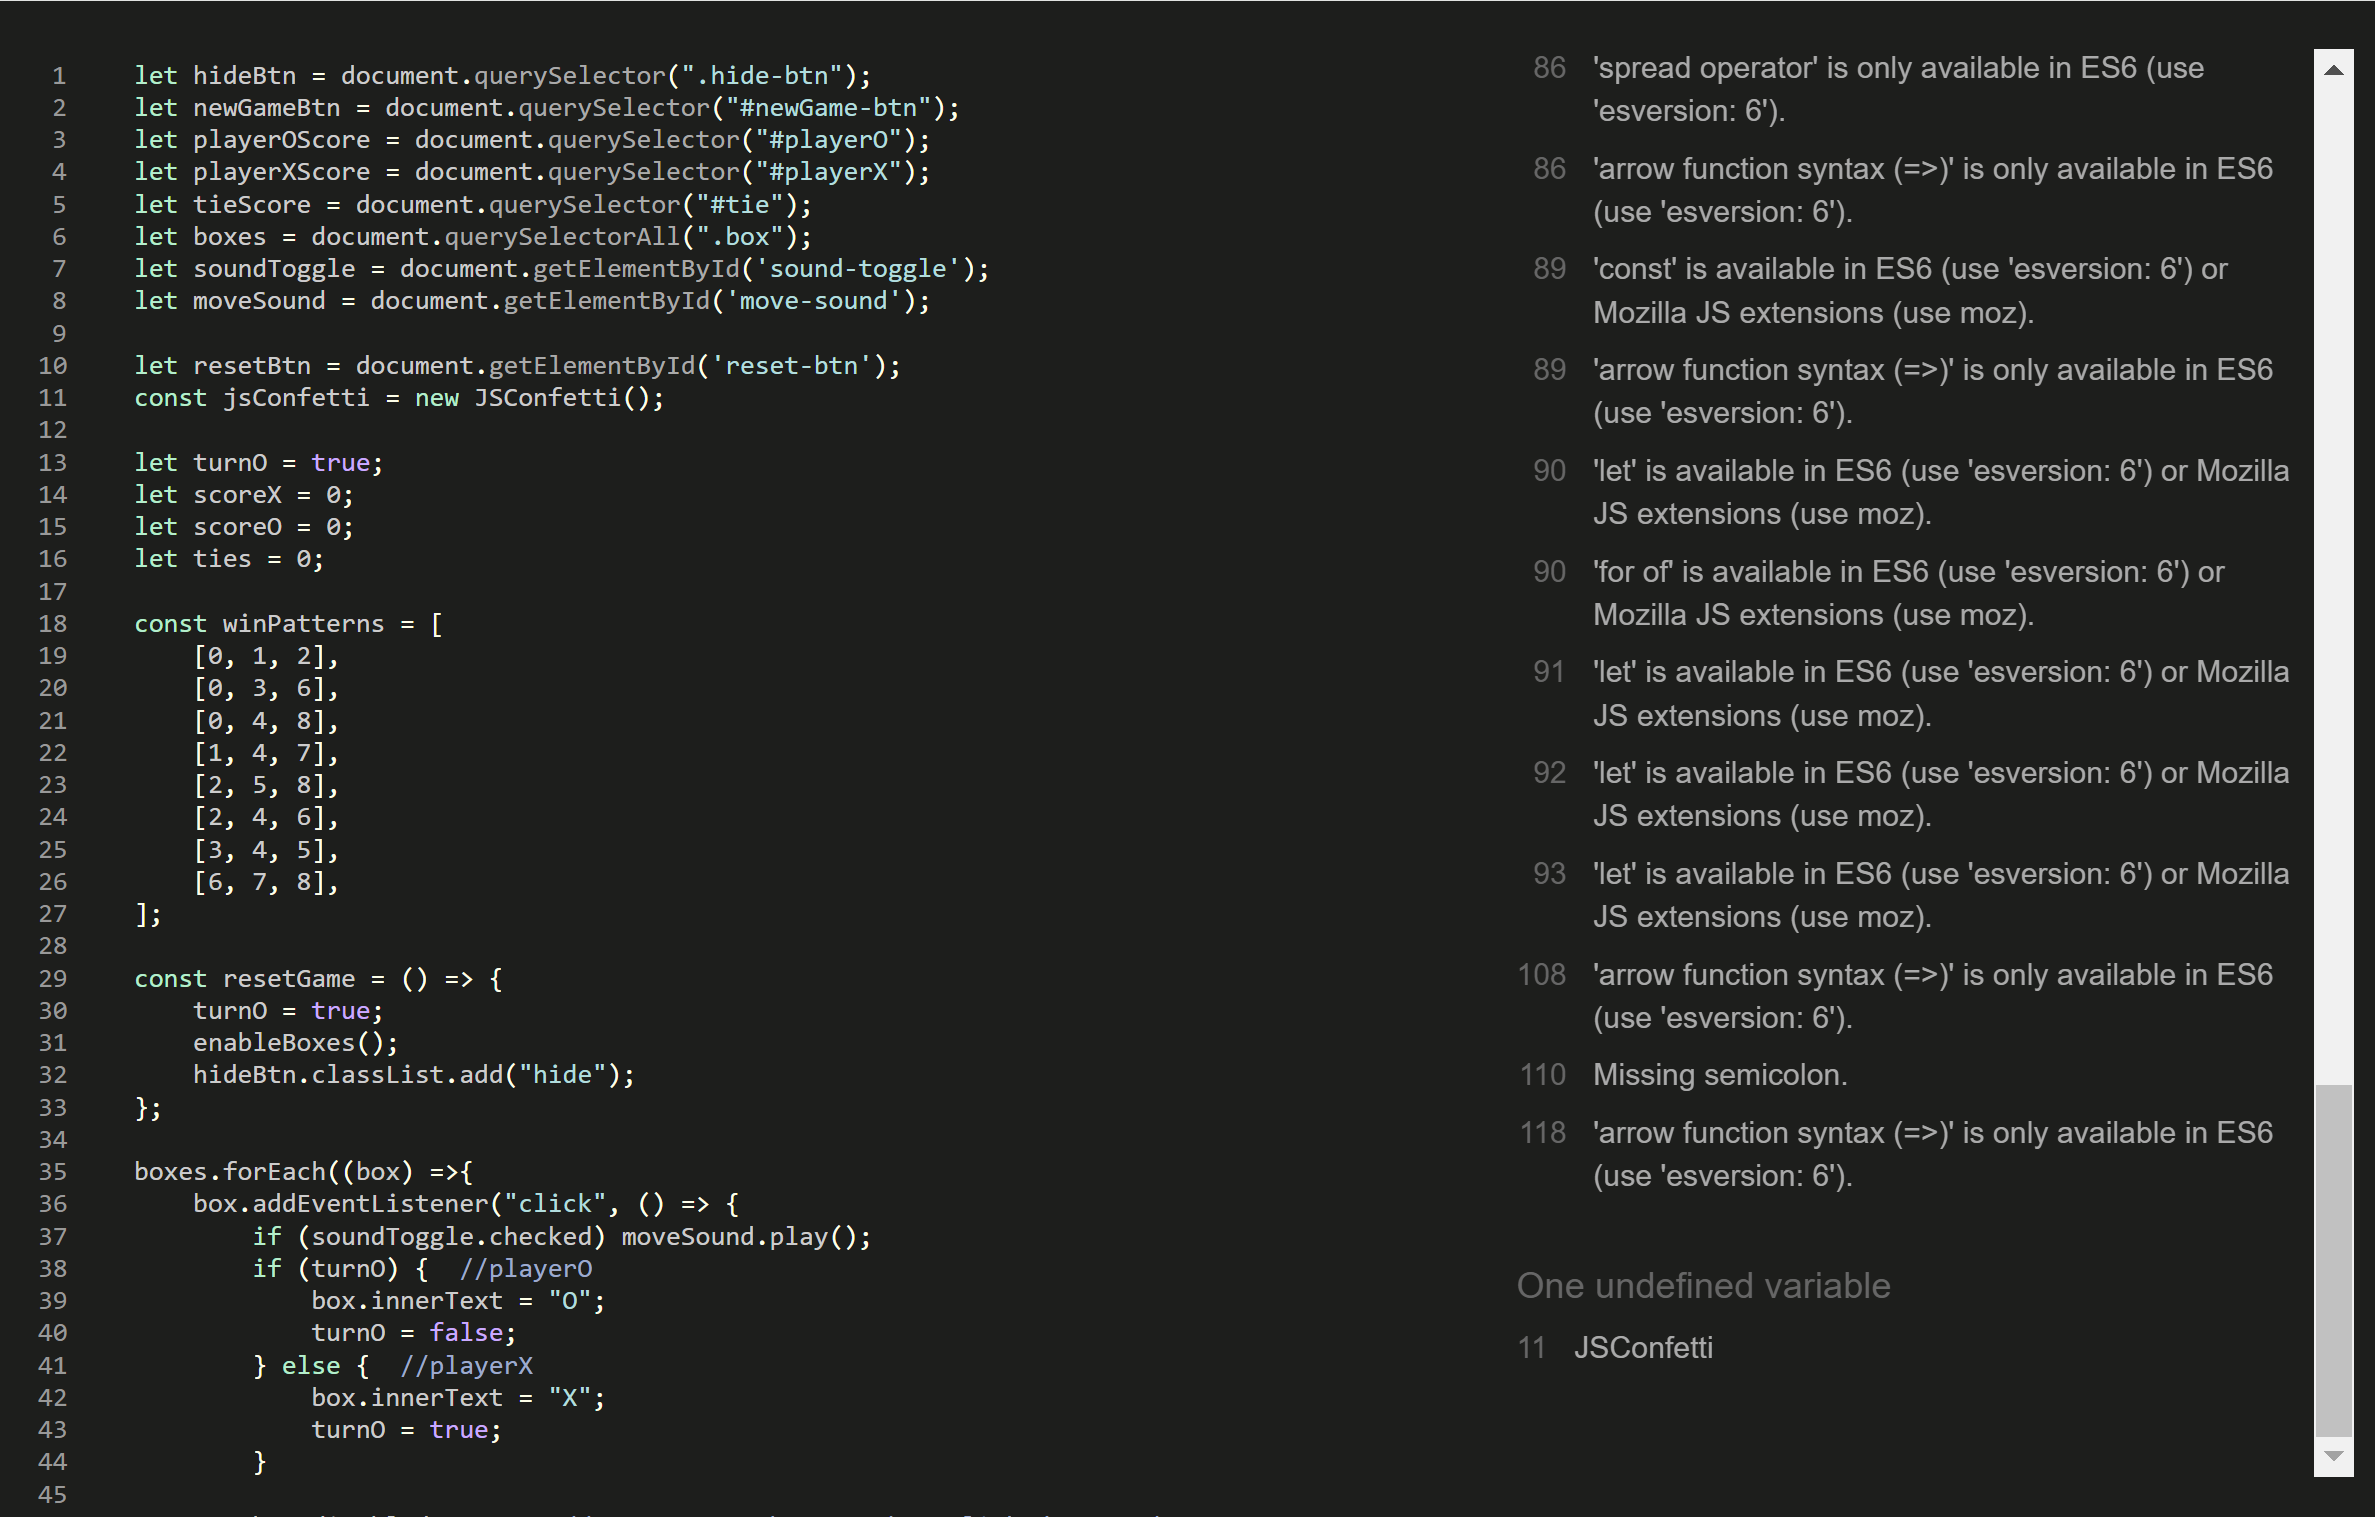 1 let hideBtn = document.querySelector(".hide-btn");
2 let newGameBtn = document.querySelector("#newGame-btn");
3 let playerOScore = document.querySelector("#playerO");
4 let playerXScore = document.querySelector("#playerX");
5 let tieScore = document.querySelector("#tie");
6 let boxes = document.querySelectorAll(".box");
7 let soundToggle = document.getElementById('sound-toggle');
8 let moveSound = document.getElementById('move-sound');
9
10 let resetBtn = document.getElementById('reset-btn');
11 const jsConfetti = new JSConfetti();
12
13 let turnO = true;
14 let scoreX = 0;
15 let scoreO = 0;
16 let ties = 0;
17
18 const winPatterns = [
19 [0, 1, 2],
20 [0, 3, 6],
21 [0, 4, 8],
22 [1, 4, 7],
23 [2, 5, 8],
24 [2, 4, 6],
25 [3, 4, 5],
26 [6, 7, 8],
27 ];
28
29 const resetGame = () => {
30 turnO = true;
31 enableBoxes();
32 hideBtn.classList.add("hide");
33 };
34
35 boxes.forEach((box) =>{
36 box.addEventListener("click", () => {
37 if (soundToggle.checked) moveSound.play();
38 if (turnO) { //playerO
39 box.innerText = "O";
40 turnO = false;
41 } else { //playerX
42 box.innerText = "X";
43 turnO = true;
44 }
45
86 'spread operator' is only available in ES6 (use
'esversion: 6').
86 'arrow function syntax (=>)' is only available in ES6
(use 'esversion: 6').
89 'const' is available in ES6 (use 'esversion: 6') or
Mozilla JS extensions (use moz).
89 'arrow function syntax (=>)' is only available in ES6
(use 'esversion: 6').
90 'let' is available in ES6 (use 'esversion: 6') or Mozilla
JS extensions (use moz).
90 'for of' is available in ES6 (use 'esversion: 6') or
Mozilla JS extensions (use moz).
91 'let' is available in ES6 (use 'esversion: 6') or Mozilla
JS extensions (use moz).
92 'let' is available in ES6 (use 'esversion: 6') or Mozilla
JS extensions (use moz).
93 'let' is available in ES6 (use 'esversion: 6') or Mozilla
JS extensions (use moz).
108 'arrow function syntax (=>)' is only available in ES6
(use 'esversion: 6').
110 Missing semicolon.
118 'arrow function syntax (=>)' is only available in ES6
(use 'esversion: 6').
One undefined variable
11 JSConfetti